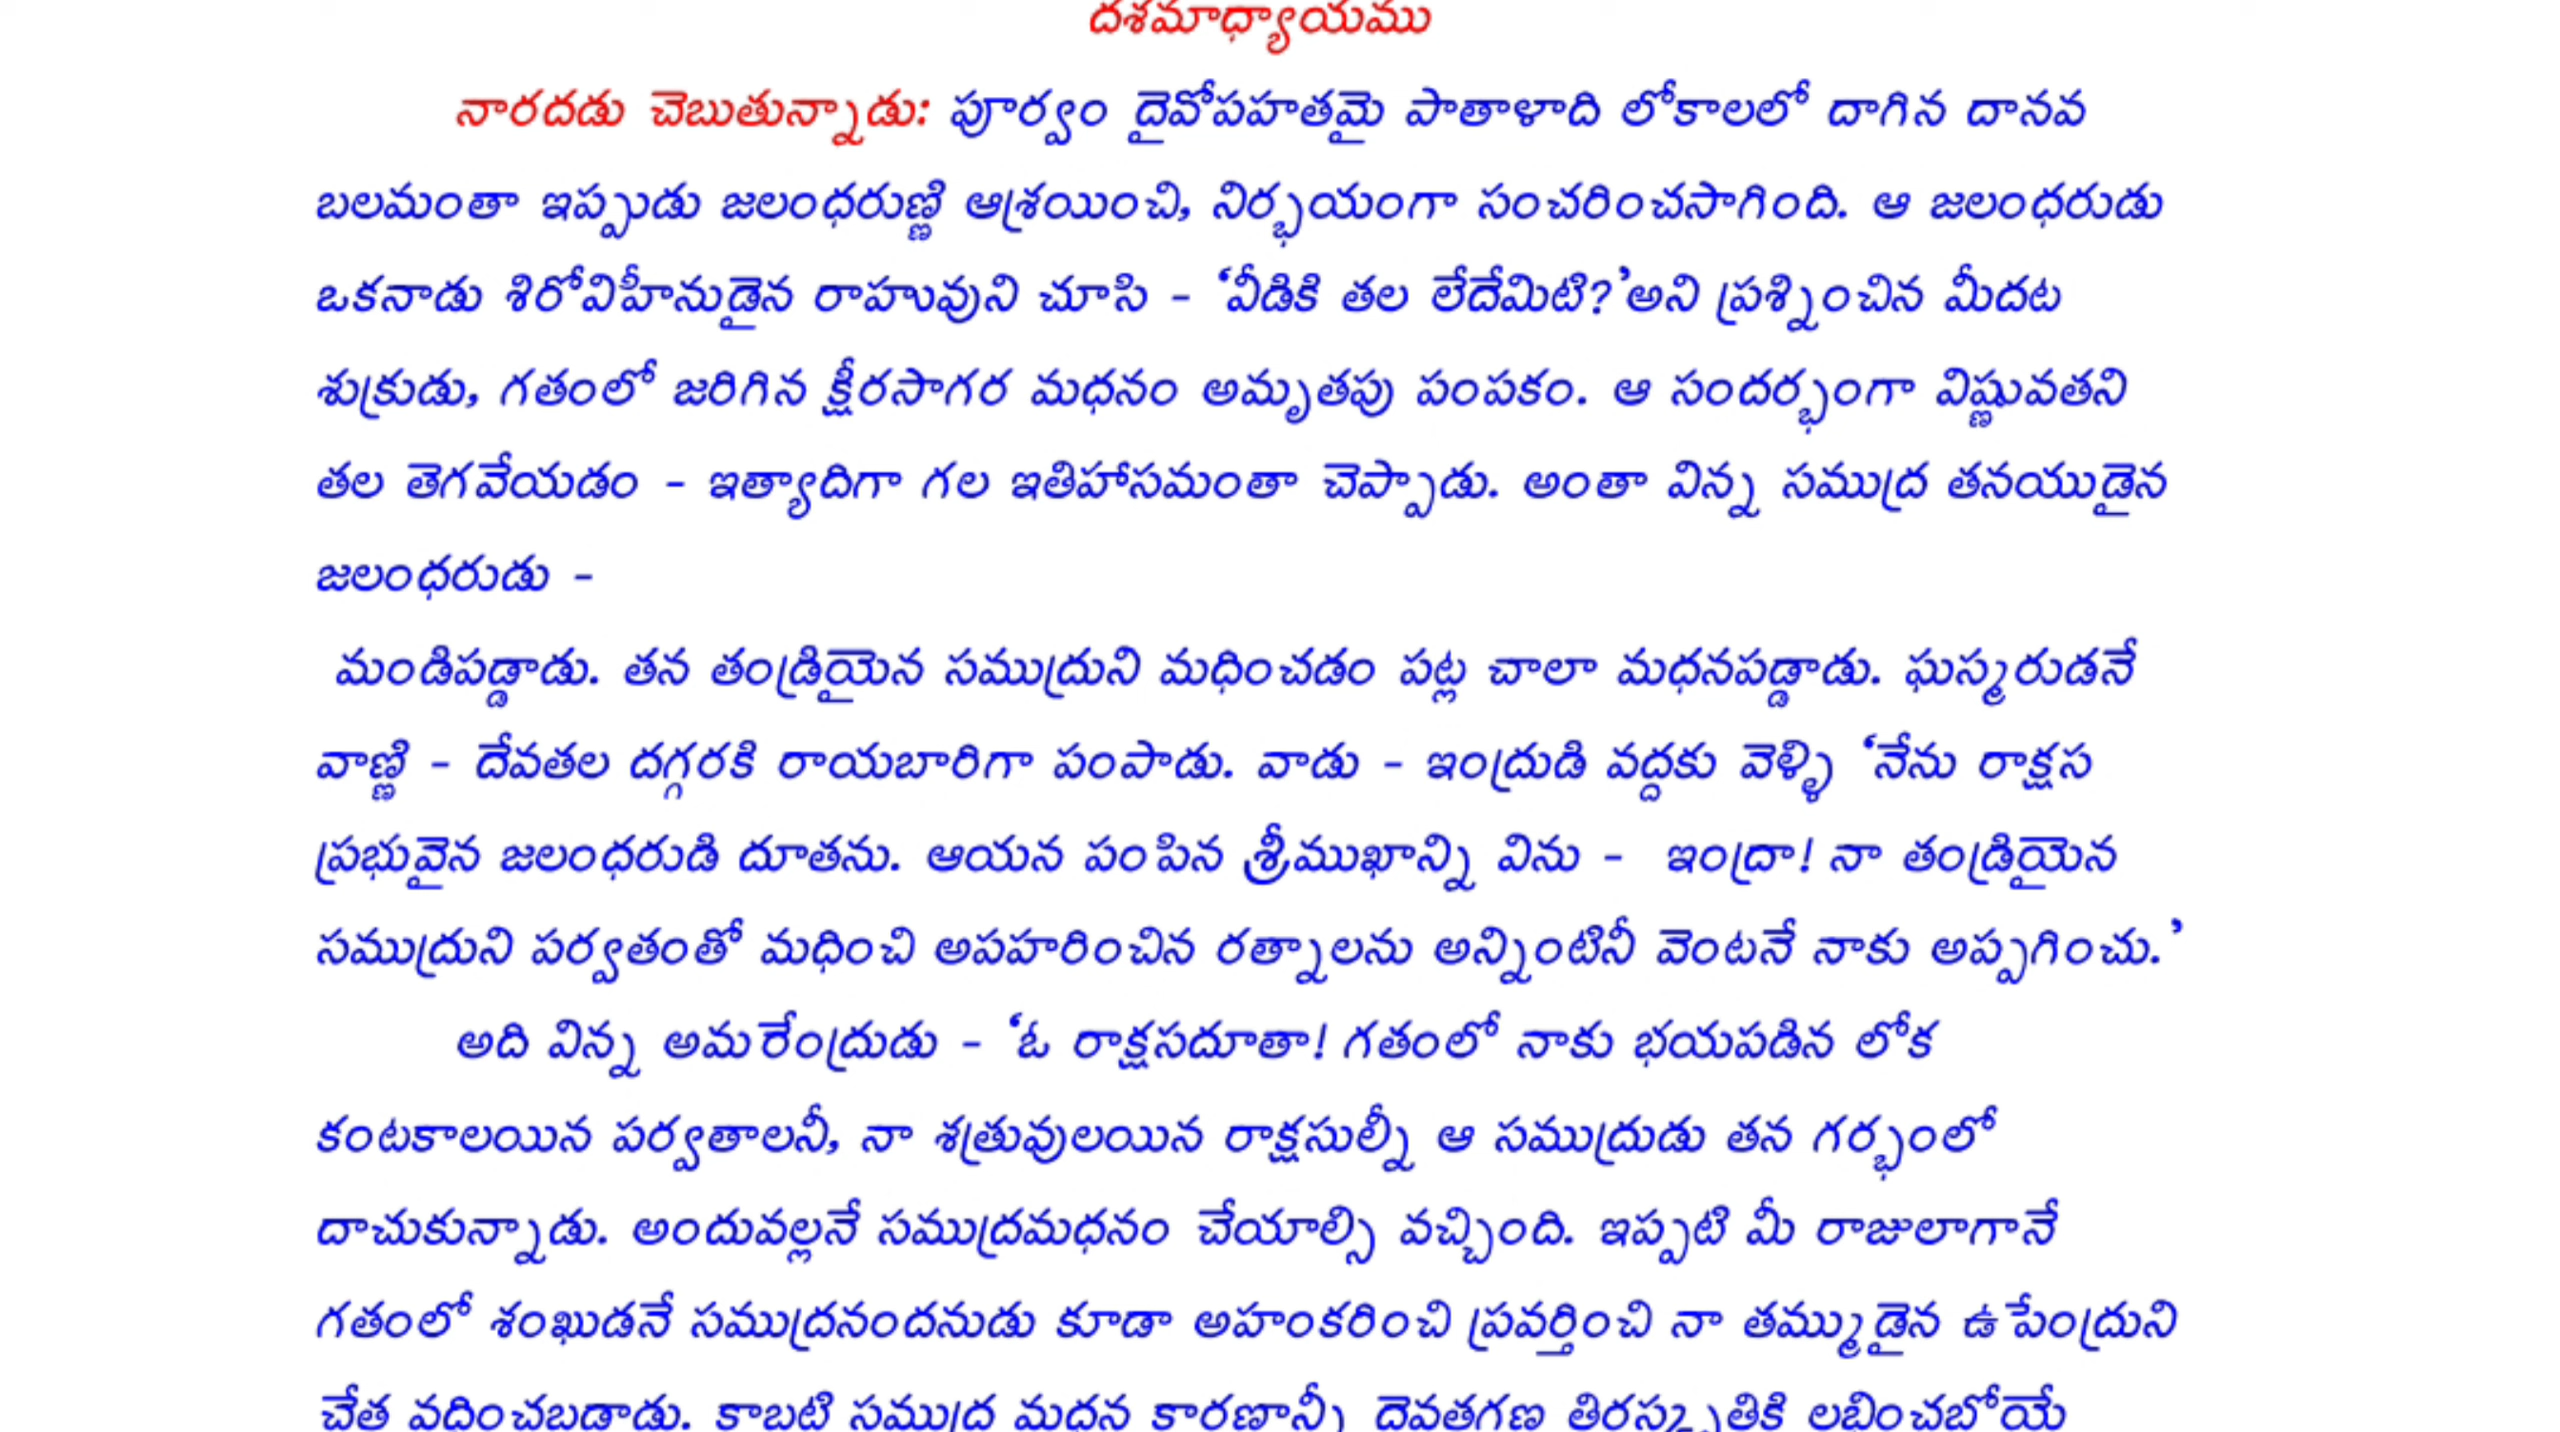 దశమాధ్యాయము
నారదడు చెబుతున్నాడు: పూర్వం దైవోపహతమై పాతాళాది లోకాలలో దాగిన దానవ
బలమంతా ఇప్పుడు జలంధరుణ్ణి ఆశ్రయించి, నిర్భయంగా సంచరించసాగింది. ఆ జలంధరుడు
ఒకనాడు శిరోవిహీనుడైన రాహువుని చూసి - ‘వీడికి తల లేదేమిటి?’అని ప్రశ్నించిన మీదట
శుక్రుడు, గతంలో జరిగిన క్షీరసాగర మధనం అమృతపు పంపకం. ఆ సందర్భంగా విష్ణువతని
తల తెగవేయడం - ఇత్యాదిగా గల ఇతిహాసమంతా చెప్పాడు. అంతా విన్న సముద్ర తనయుడైన
జలంధరుడు -
మండిపడ్డాడు. తన తండ్రియైన సముద్రుని మధించడం పట్ల చాలా మధనపడ్డాడు. ఘస్మరుడనే
వాణ్ణి - దేవతల దగ్గరకి రాయబారిగా పంపాడు. వాడు - ఇంద్రుడి వద్దకు వెళ్ళి ‘నేను రాక్షస
ప్రభువైన జలంధరుడి దూతను. ఆయన పంపిన శ్రీముఖాన్ని విను - ఇంద్రా! నా తండ్రియైన
సముద్రుని పర్వతంతో మధించి అపహరించిన రత్నాలను అన్నింటినీ వెంటనే నాకు అప్పగించు.’
అది విన్న అమరేంద్రుడు - ‘ఓ రాక్షసదూతా! గతంలో నాకు భయపడిన లోక
కంటకాలయిన పర్వతాలనీ, నా శత్రువులయిన రాక్షసుల్నీ ఆ సముద్రుడు తన గర్భంలో
దాచుకున్నాడు. అందువల్లనే సముద్రమధనం చేయాల్సి వచ్చింది. ఇప్పటి మీ రాజులాగానే
గతంలో శంఖుడనే సముద్రనందనుడు కూడా అహంకరించి ప్రవర్తించి నా తమ్ముడైన ఉపేంద్రుని
చేత వధించబడాడు. కాబటి సముద్ర మధన కారణాన్నీ దెవతగణ తిరస్కృతికి లభించబోయే